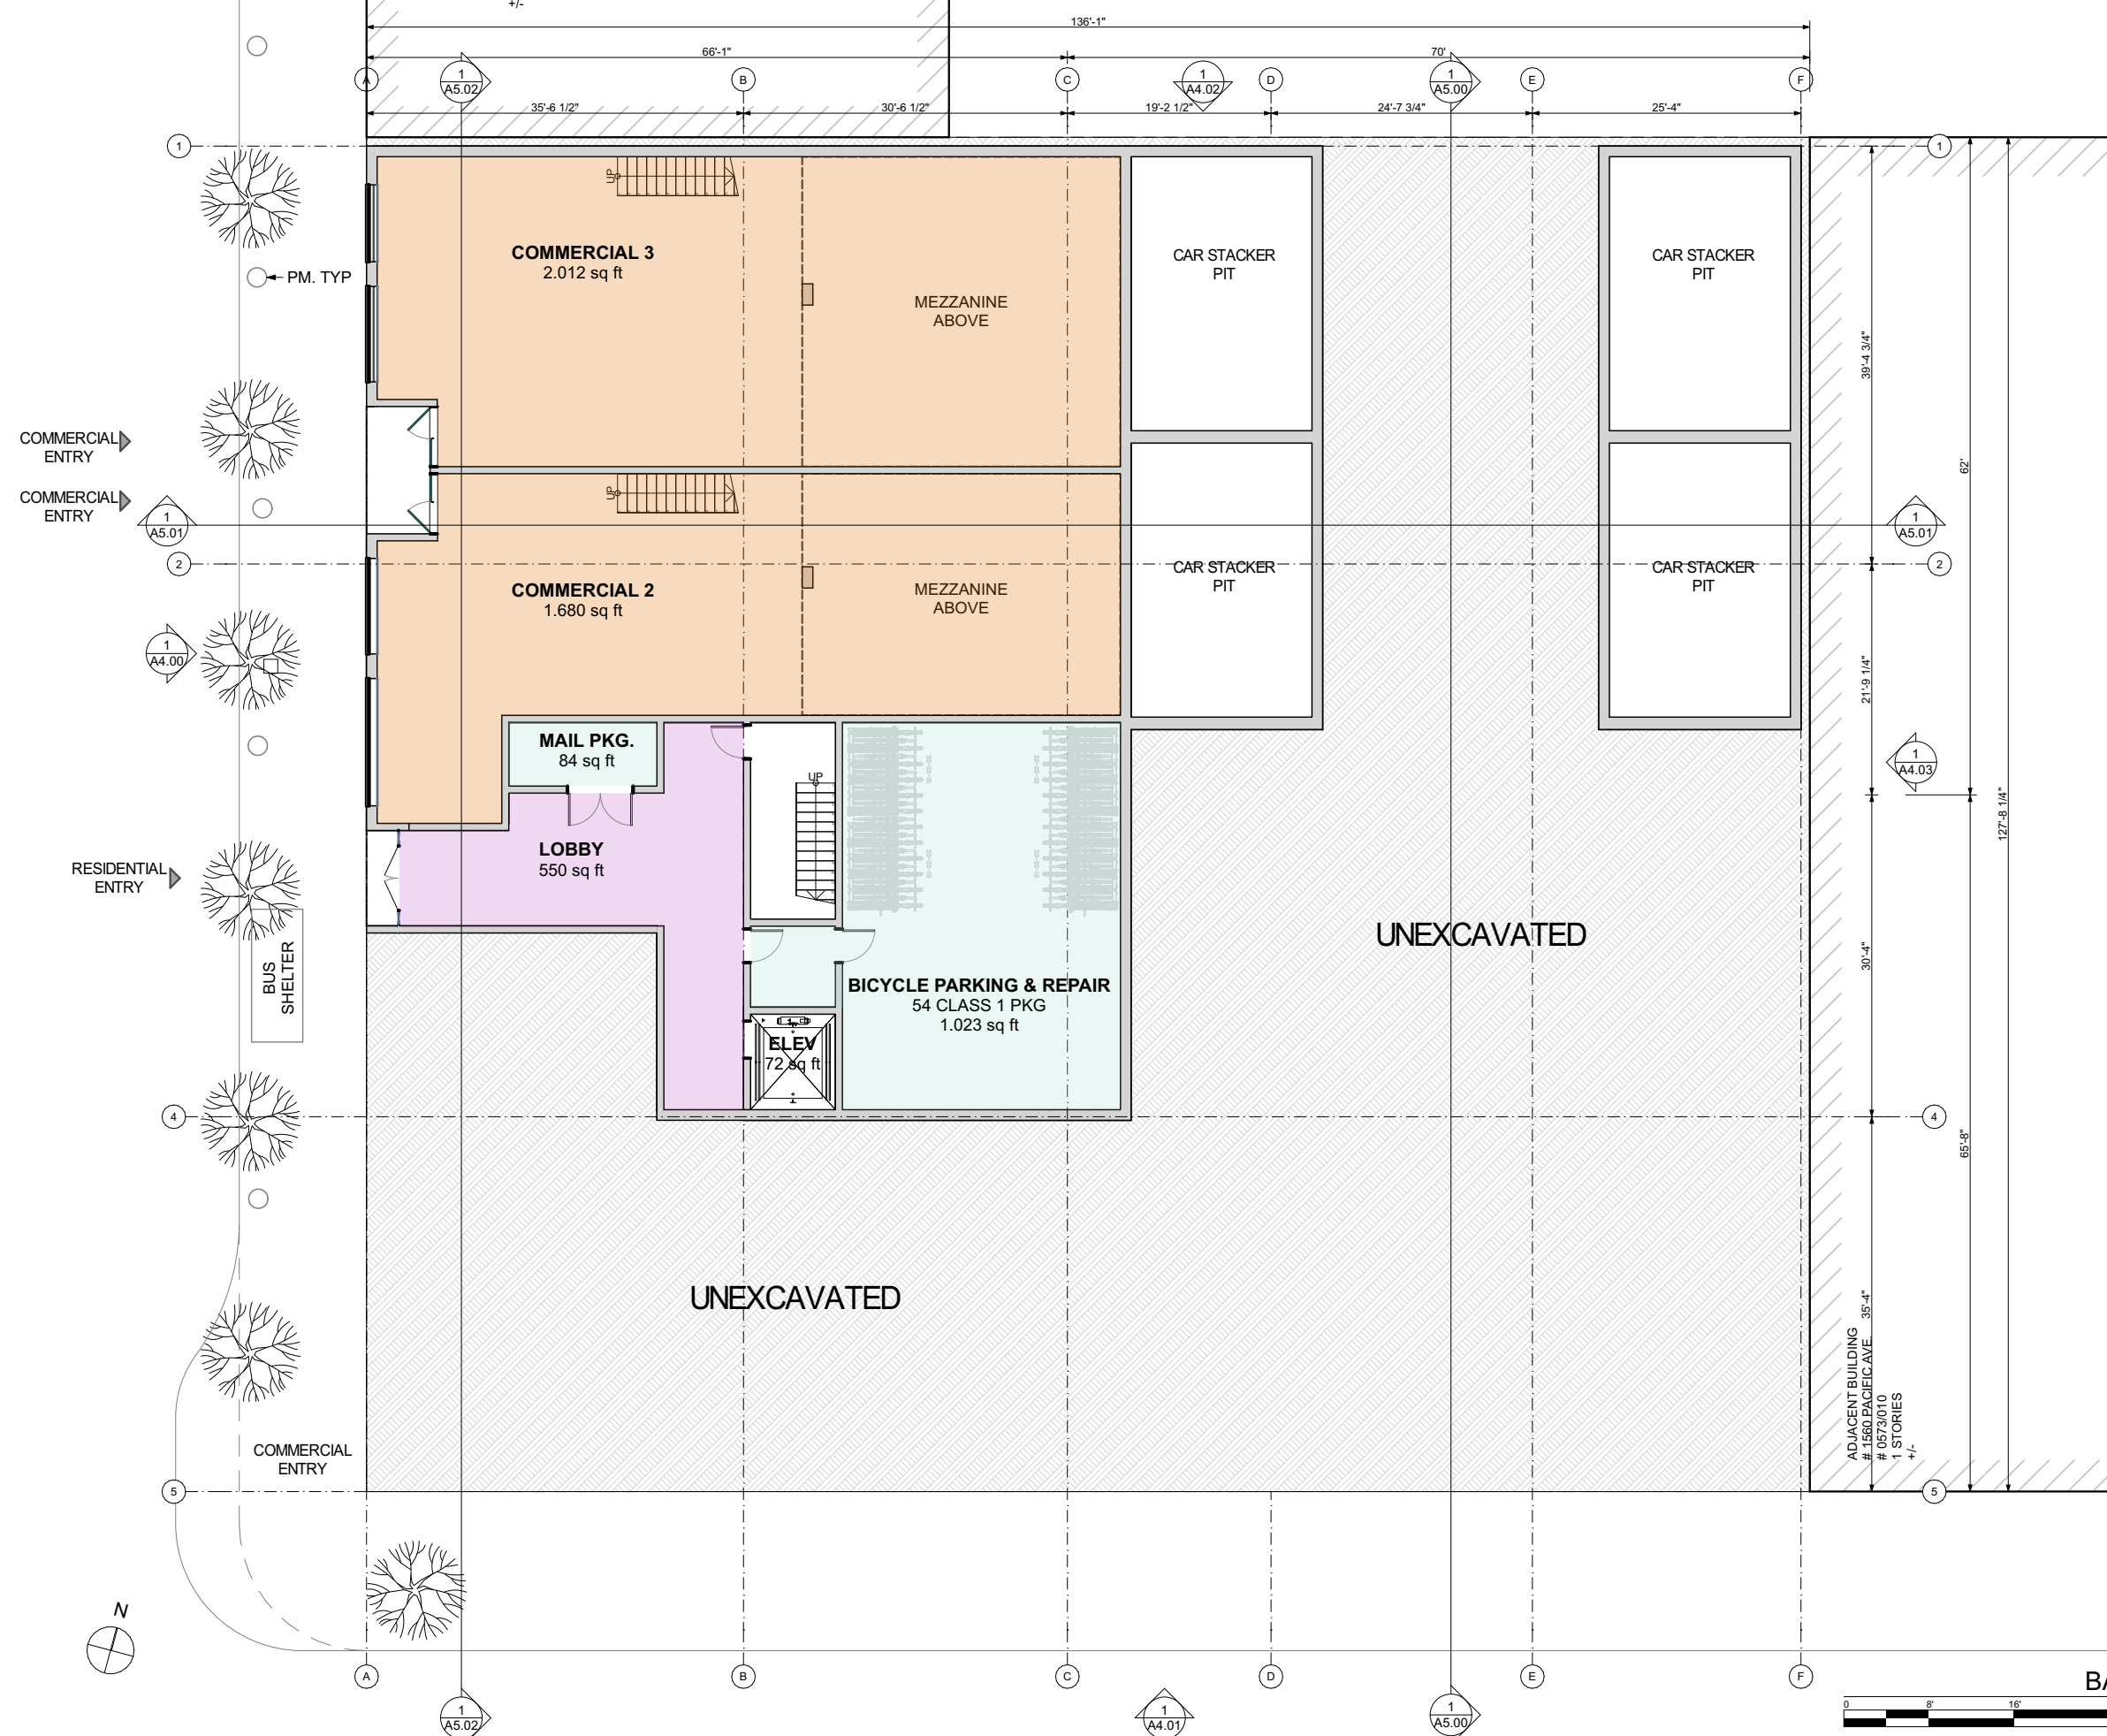 +/-
136'-1"
66'-1"
70'
A
1
A5.02
B
C
1
A4.02
D
1
A5.00
E
F
35'-6 1/2"
30'-6 1/2"
19'-2 1/2"
24'-7 3/4"
25'-4"
1
1
UP
COMMERCIAL 3
2.012 sq ft
MEZZANINE
ABOVE
CAR STACKER
PIT
CAR STACKER
PIT
PM. TYP
39'-4 3/4"
COMMERCIAL
ENTRY
COMMERCIAL
ENTRY
62'
UP
1
A5.01
1
A5.01
2
2
COMMERCIAL 2
1.680 sq ft
MEZZANINE
ABOVE
CAR STACKER
PIT
CAR STACKER
PIT
1
A4.00
21'-9 1/4"
MAIL PKG.
84 sq ft
UP
1
A4.03
127'-8 1/4"
LOBBY
550 sq ft
RESIDENTIAL
ENTRY
BUS
SHELTER
UNEXCAVATED
30'-4"
BICYCLE PARKING & REPAIR
54 CLASS 1 PKG
1.023 sq ft
ELEV
72 sq ft
4
4
65'-8"
UNEXCAVATED
35'-4"
ADJACENT BUILDING
# 1560 PACIFIC AVE.
# 0573/010
1 STORIES
+/-
COMMERCIAL
ENTRY
5
5
N
A
B
C
D
E
F
1
A5.02
1
A4.01
1
A5.00
BA
0
8'
16'